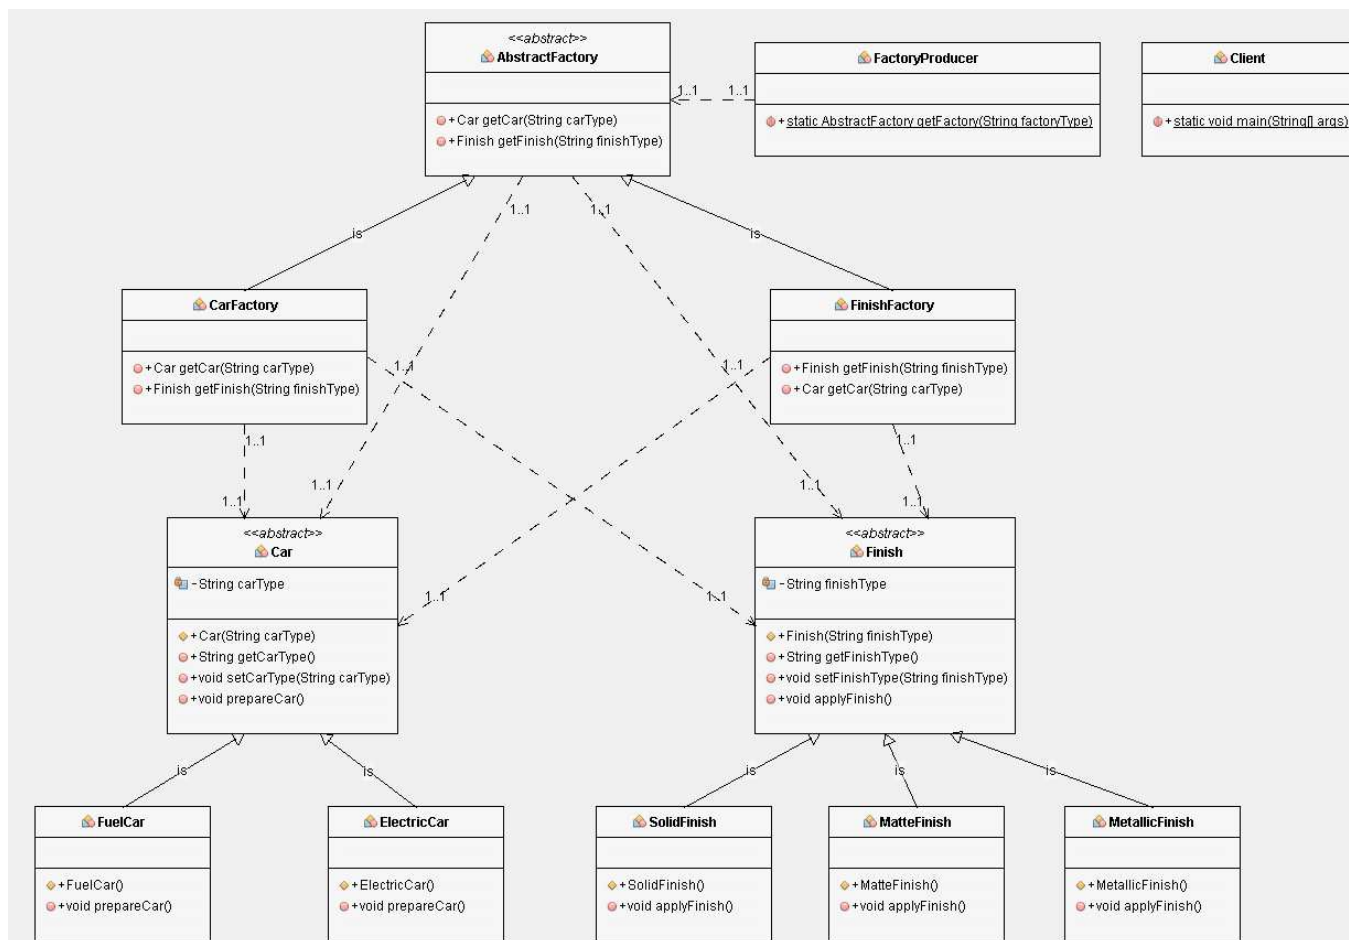 <<abstract>>
AbstractFactory
+Car getCar(String carType)
+Finish getFinish(String finishType)
FactoryProducer
+static AbstractFactory getFactory(String factoryType)
Client
+static void main(String[] args)
1..1
1..1
1..1
1..1
is
is
CarFactory
+Car getCar(String carType)
+Finish getFinish(String finishType)
FinishFactory
+Finish getFinish(String finishType)
+Car getCar(String carType)
1..1
1..1
1..1
1..1
1..1
1..1
1..1
1..1
<<abstract>>
Car
-String carType
+Car(String carType)
+String getCarType()
+void setCarType(String carType)
+void prepareCar()
1..1
1..1
<<abstract>>
Finish
-String finishType
+Finish(String finishType)
+String getFinishType()
+void setFinishType(String finishType)
+void applyFinish()
is
is
is
is
is
FuelCar
+FuelCar()
+void prepareCar()
ElectricCar
+ElectricCar()
+void prepareCar()
SolidFinish
+SolidFinish()
+void applyFinish()
MatteFinish
+MatteFinish()
+void applyFinish()
MetallicFinish
+MetallicFinish()
+void applyFinish()